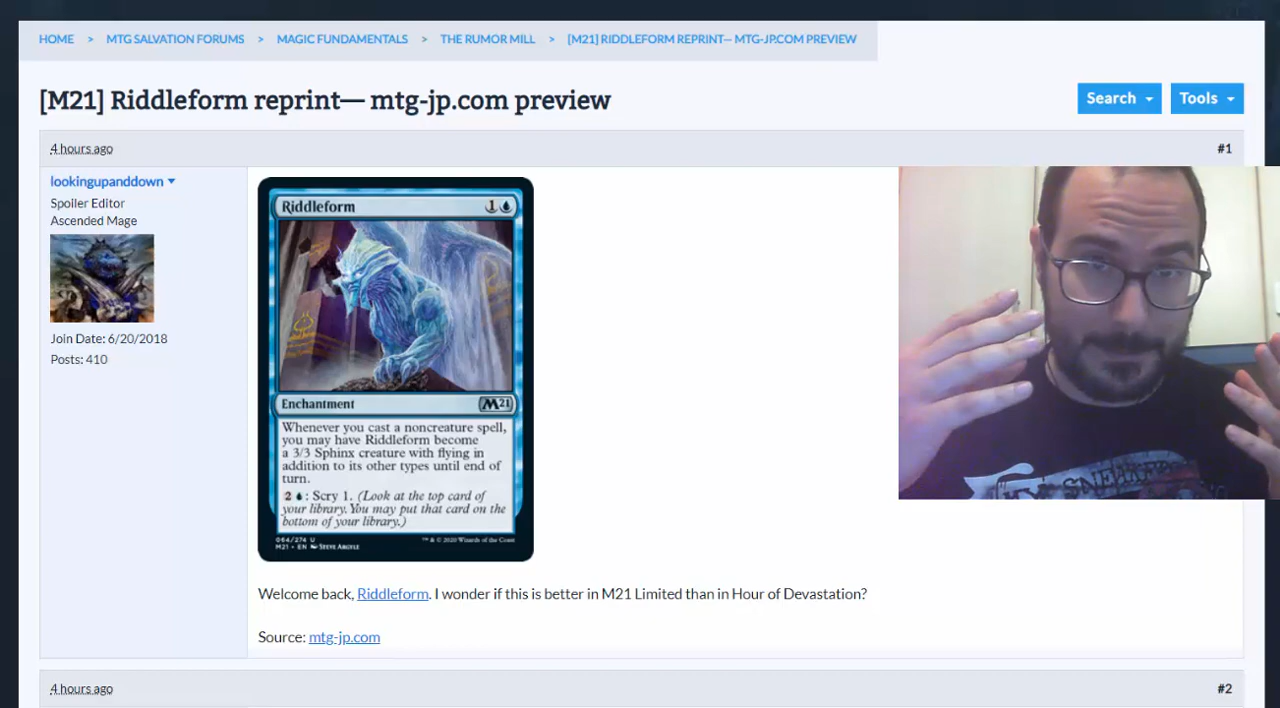 HOME > MTG SALVATION FORUMS > MAGIC FUNDAMENTALS > THE RUMOR MILL > [M21] RIDDLEFORM REPRINT— MTG-JP.COM PREVIEW
[M21] Riddleform reprint— mtg-jp.com preview
Search
Tools
4 hours ago
#1
lookingupanddown
Spoiler Editor
Ascended Mage
Join Date: 6/20/2018
Posts: 410
Riddleform 1
Enchantment M21
Whenever you cast a noncreature spell,
you may have Riddleform become
a 3/3 Sphinx creature with flying in
addition to its other types until end of
turn.
2 : Scry 1. (Look at the top card of
your library. You may put that card on the
bottom of your library.)
064/274 U
M21 • EN STEVE ARGYLE
™ & © 2020 Wizards of the Coast
Welcome back, Riddleform. I wonder if this is better in M21 Limited than in Hour of Devastation?
Source: mtg-jp.com
4 hours ago
#2